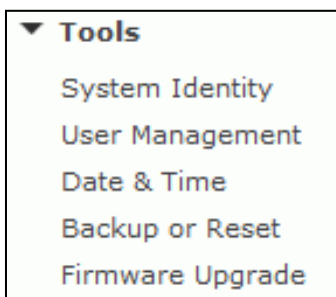 Tools
System Identity
User Management
Date & Time
Backup or Reset
Firmware Upgrade